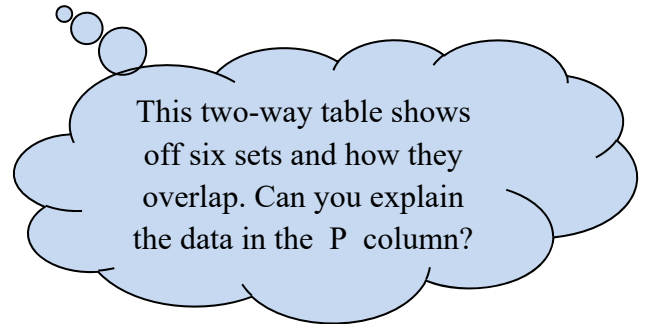 This two-way table shows
off six sets and how they
overlap. Can you explain
the data in the P column?